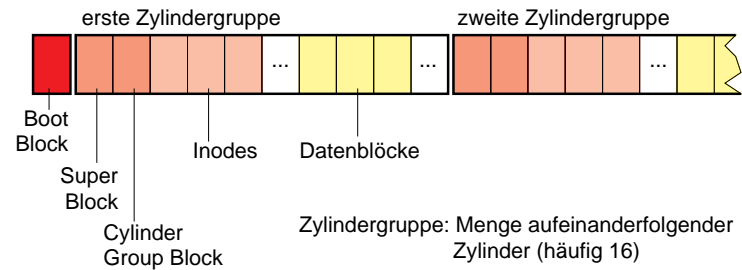 erste Zylindergruppe
zweite Zylindergruppe
... ... ...
Boot
Block
Inodes
Datenblöcke
Super
Block
Cylinder
Group Block
Zylindergruppe: Menge aufeinanderfolgender
Zylinder (häufig 16)